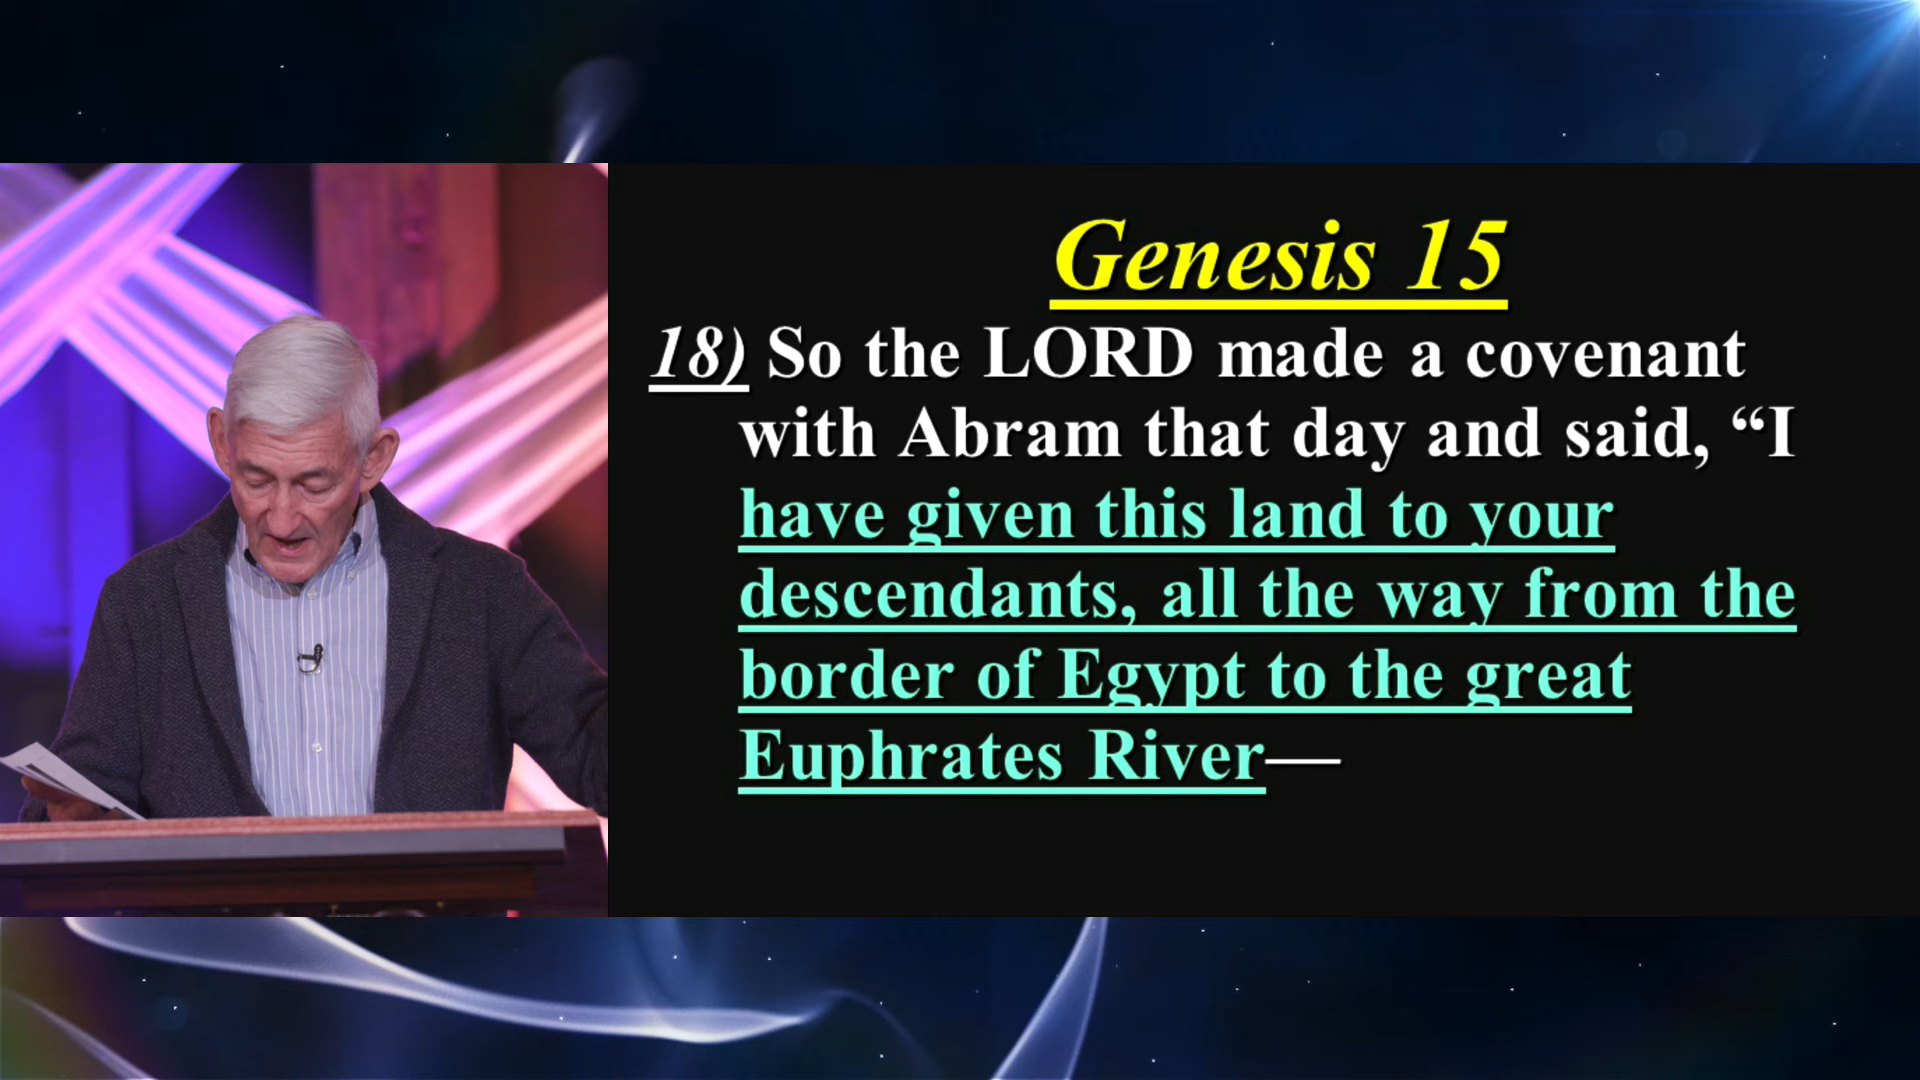 Genesis 15
18) So the LORD made a covenant
with Abram that day and said, “I
have given this land to your
descendants, all the way from the
border of Egypt to the great
Euphrates River—